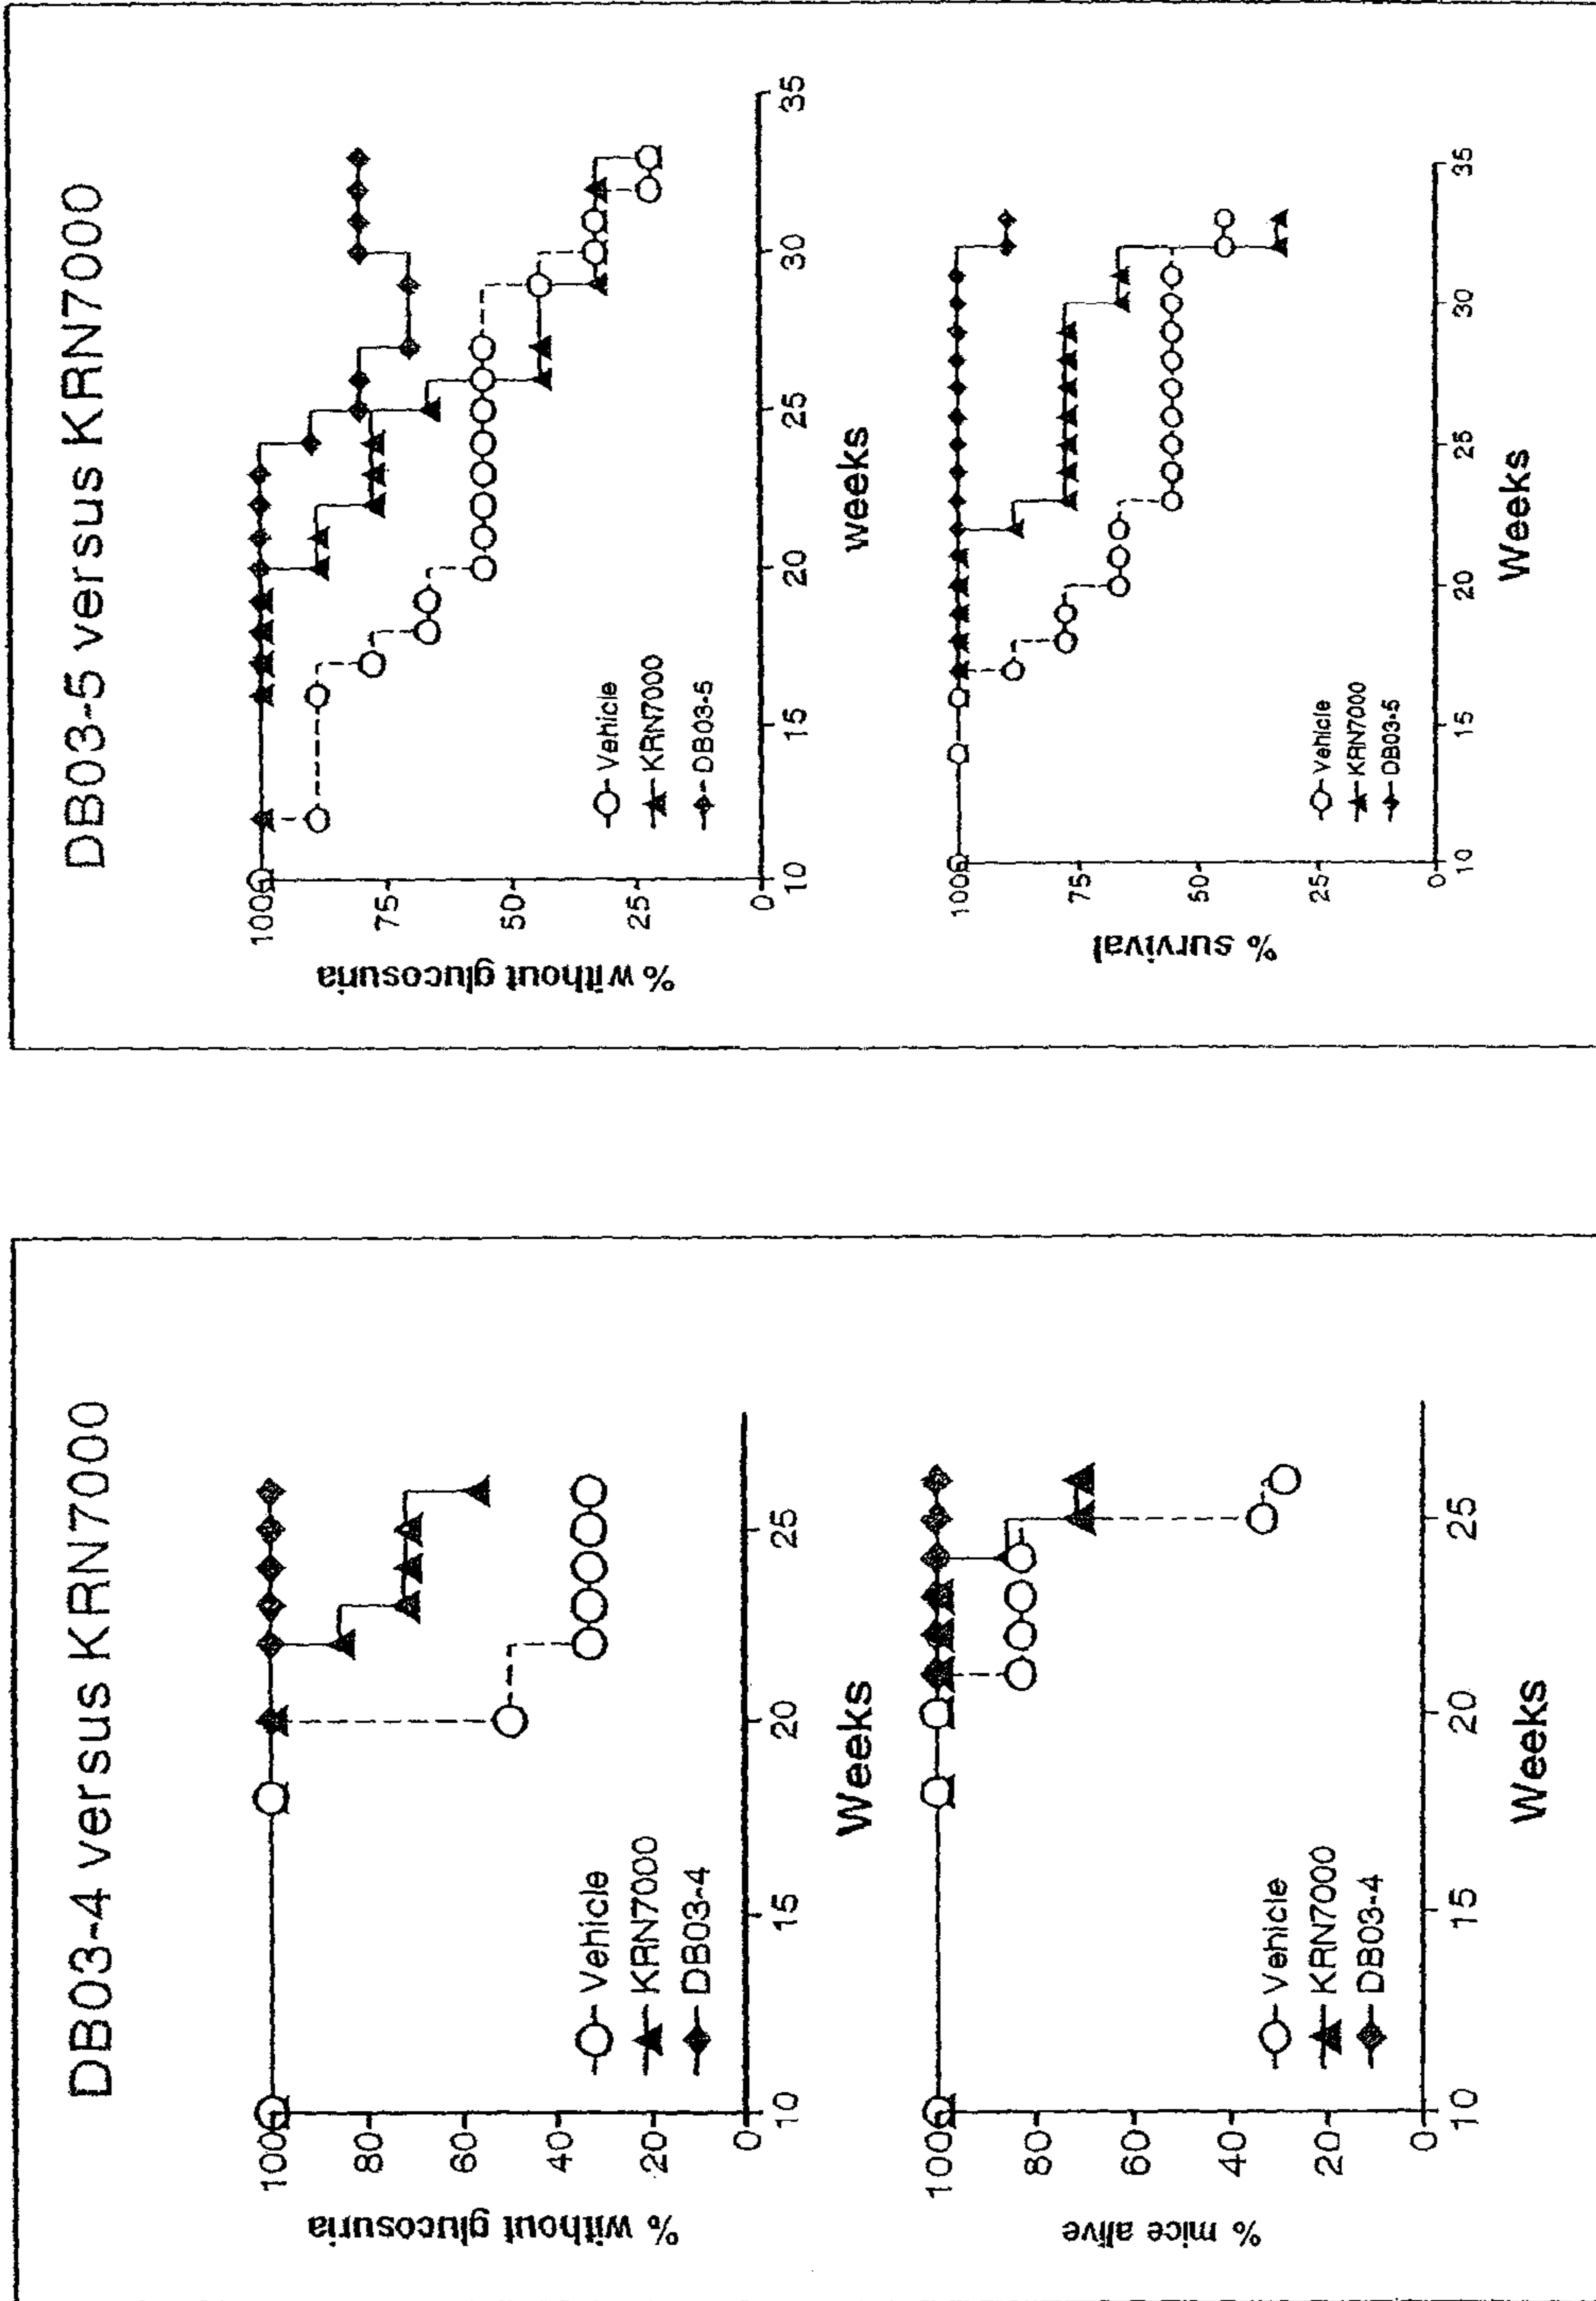 DB03-4 versus KRN7000
% without glucosuria
100
80
60
40
20
0
Vehicle
KRN7000
DB03-4
10 15 20 25
Weeks
% mice alive
100
80
60
40
20
0
Vehicle
KRN7000
DB03-4
10 15 20 25
Weeks
DB03-5 versus KRN7000
% without glucosuria
100
75
50
25
0
Vehicle
KRN7000
DB03-5
10 15 20 25 30 35
weeks
% survival
100
75
50
25
0
Vehicle
KRN7000
DB03-5
10 15 20 25 30 35
Weeks